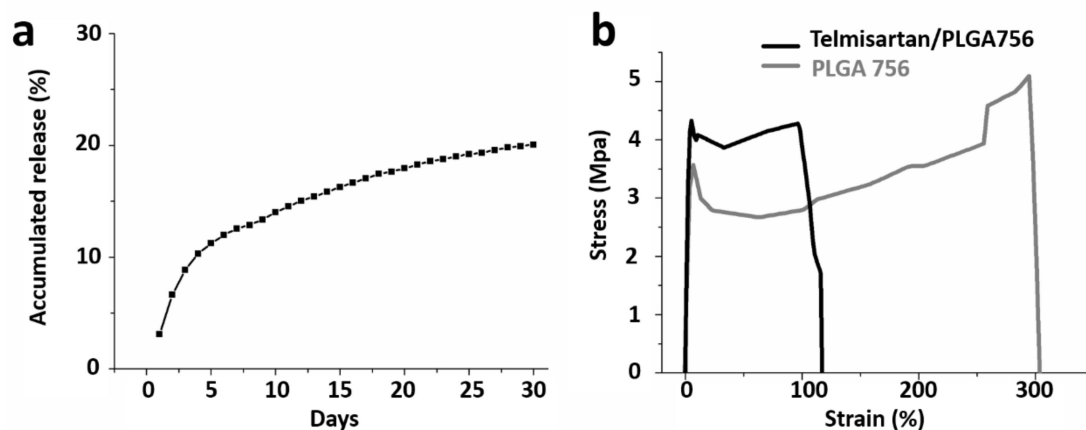 a
Accumulated release (%)
30
20
10
0
0 5 10 15 20 25 30
Days
b
Telmisartan/PLGA756
PLGA 756
Stress (Mpa)
5
4
3
2
1
0
0 100 200 300
Strain (%)